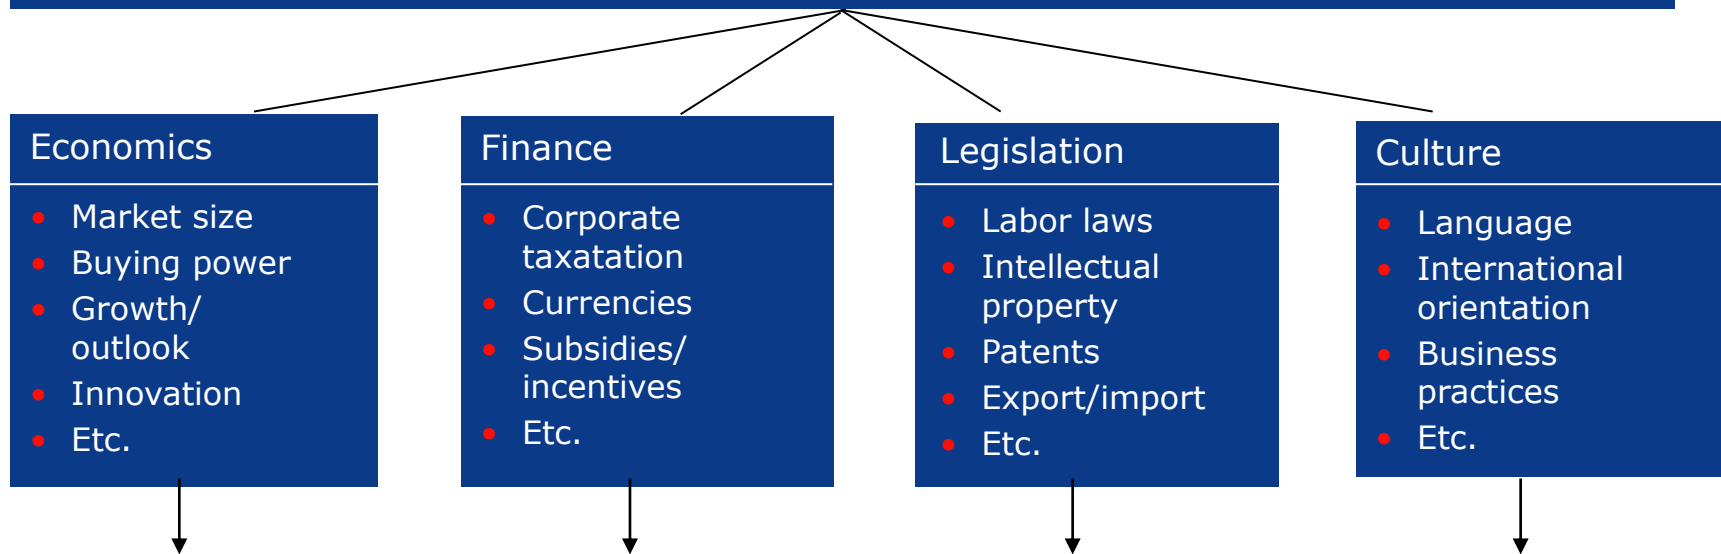 Economics
Market size
Buying power
Growth/
outlook
Innovation
Etc.
Finance
Corporate
taxatation
Currencies
Subsidies/
incentives
Etc.
Legislation
Labor laws
Intellectual
property
Patents
Export/import
Etc.
Culture
Language
International
orientation
Business
practices
Etc.